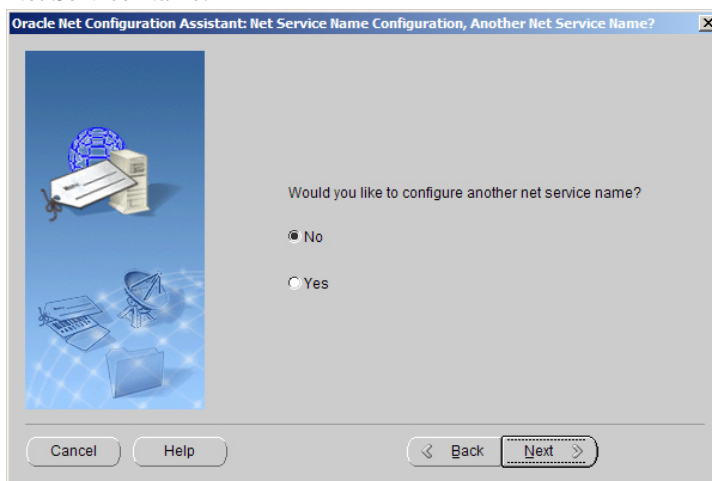 Oracle Net Configuration Assistant: Net Service Name Configuration, Another Net Service Name?
Would you like to configure another net service name?
No
Yes
Cancel
Help
Back
Next